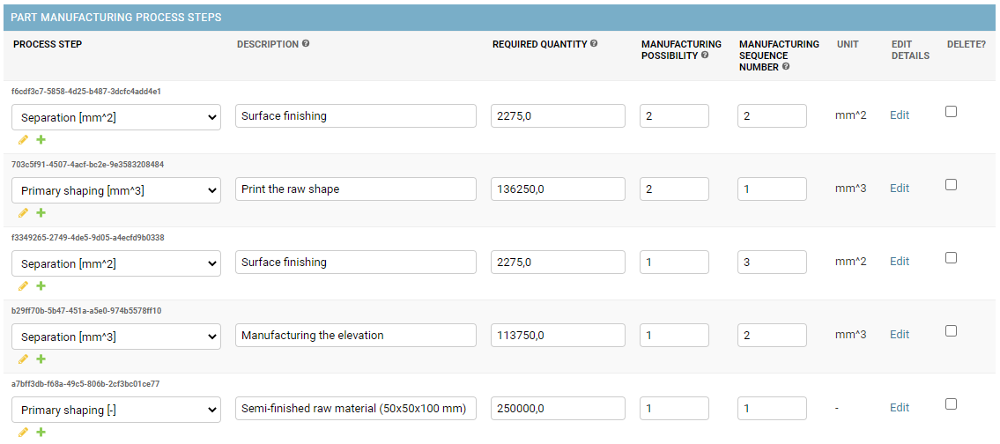 PART MANUFACTURING PROCESS STEPS
PROCESS STEP DESCRIPTION REQUIRED QUANTITY MANUFACTURING POSSIBILITY MANUFACTURING SEQUENCE NUMBER UNIT EDIT DETAILS DELETE?
f6cdf3c7-5858-4d25-b487-3dcfc4add4e1
Separation [mm^2] Surface finishing 2275,0 2 2 mm^2 Edit
703c5f91-4507-4acf-bc2e-9e3583208484
Primary shaping [mm^3] Print the raw shape 136250,0 2 1 mm^3 Edit
f3349265-2749-4de5-9d05-a4ecfd9b0338
Separation [mm^2] Surface finishing 2275,0 1 3 mm^2 Edit
b29ff70b-5b47-451a-a5e0-974b5578ff10
Separation [mm^3] Manufacturing the elevation 113750,0 1 2 mm^3 Edit
a7bff3db-f68a-49c5-806b-2cf3bc01ce77
Primary shaping [-] Semi-finished raw material (50x50x100 mm) 250000,0 1 1 - Edit